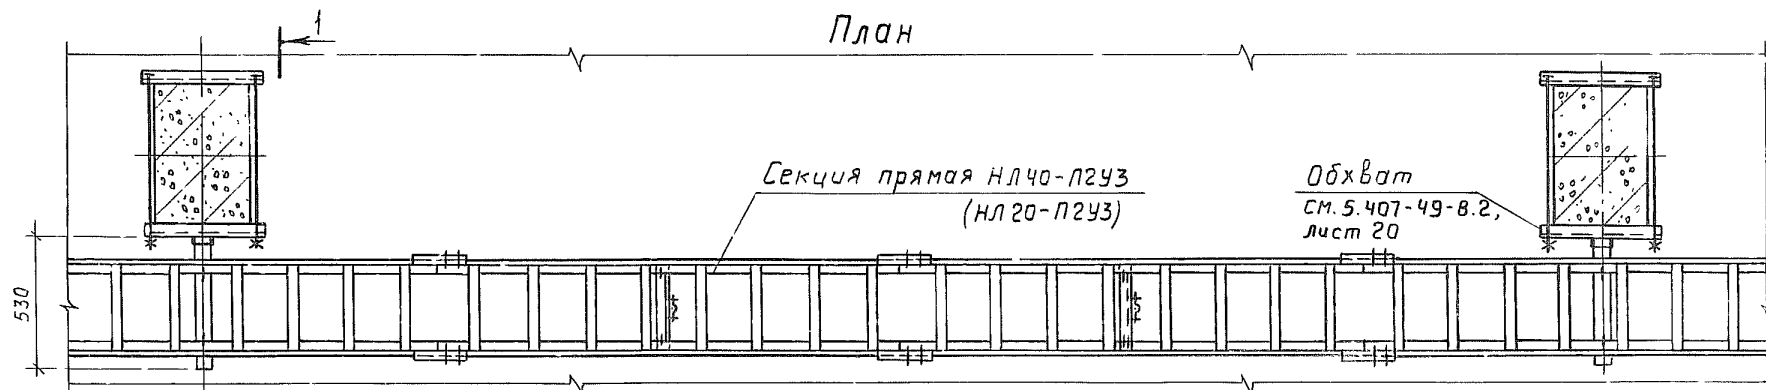 1
План
Секция прямая НЛ40-П2У3
(НЛ20-П2У3)
Обхват
см. 5.407-49-В.2,
лист 20
530